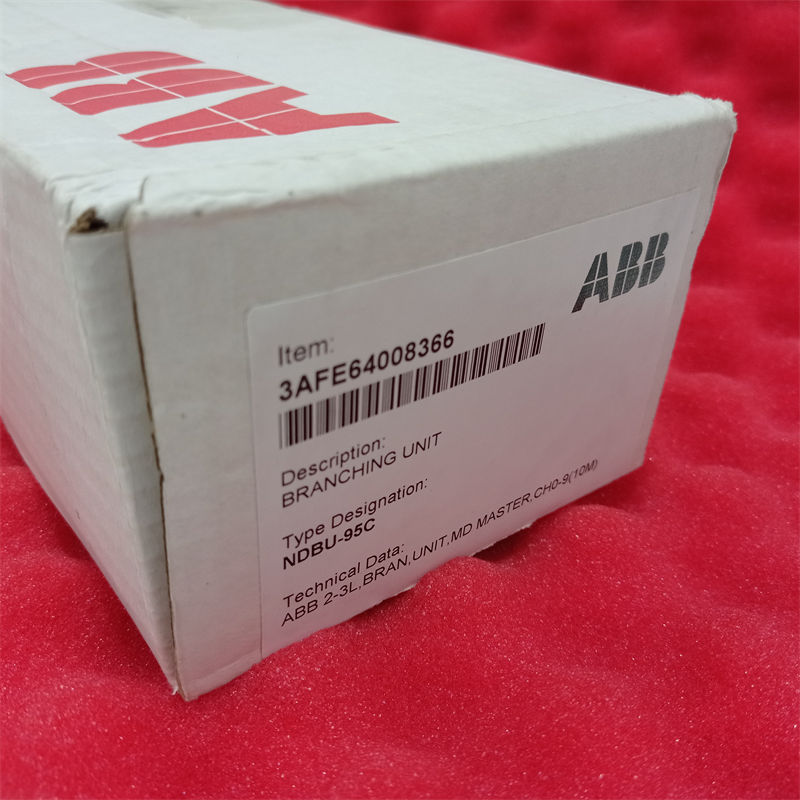 ABB
ABB
Item:
3AFE64008366
Description:
BRANCHING UNIT
Type Designation:
NDBU-95C
Technical Data:
ABB 2-3L,BRAN,UNIT,MD MASTER.CH0-9(10M)